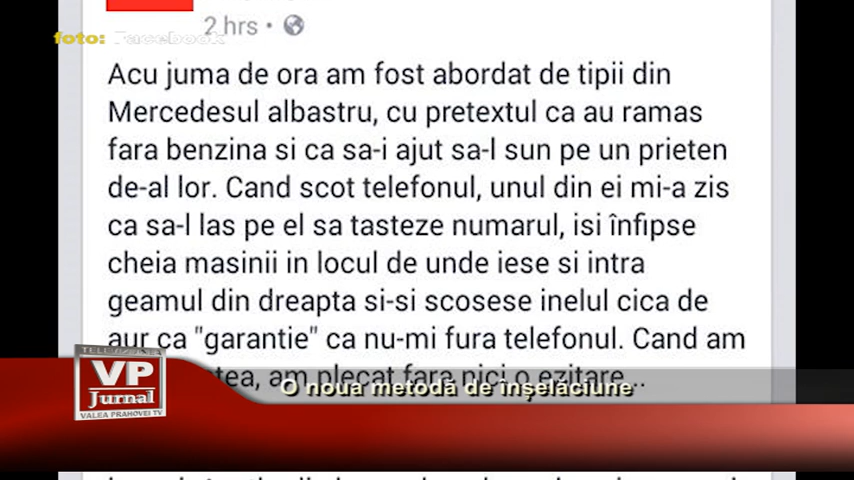 2 hrs •
foto: Facebook
Acu juma de ora am fost abordat de tipii din
Mercedesul albastru, cu pretextul ca au ramas
fara benzina si ca sa-i ajut sa-l sun pe un prieten
de-al lor. Cand scot telefonul, unul din ei mi-a zis
ca sa-l las pe el sa tasteze numarul, isi înfipse
cheia masinii in locul de unde iese si intra
geamul din dreapta si-si scosese inelul cica de
aur ca "garantie" ca nu-mi fura telefonul. Cand am
am plecat fara nici o ezitare...
O nouă metodă de înșelăciune
VP
Jurnal
VALEA PRAHOVEI TV